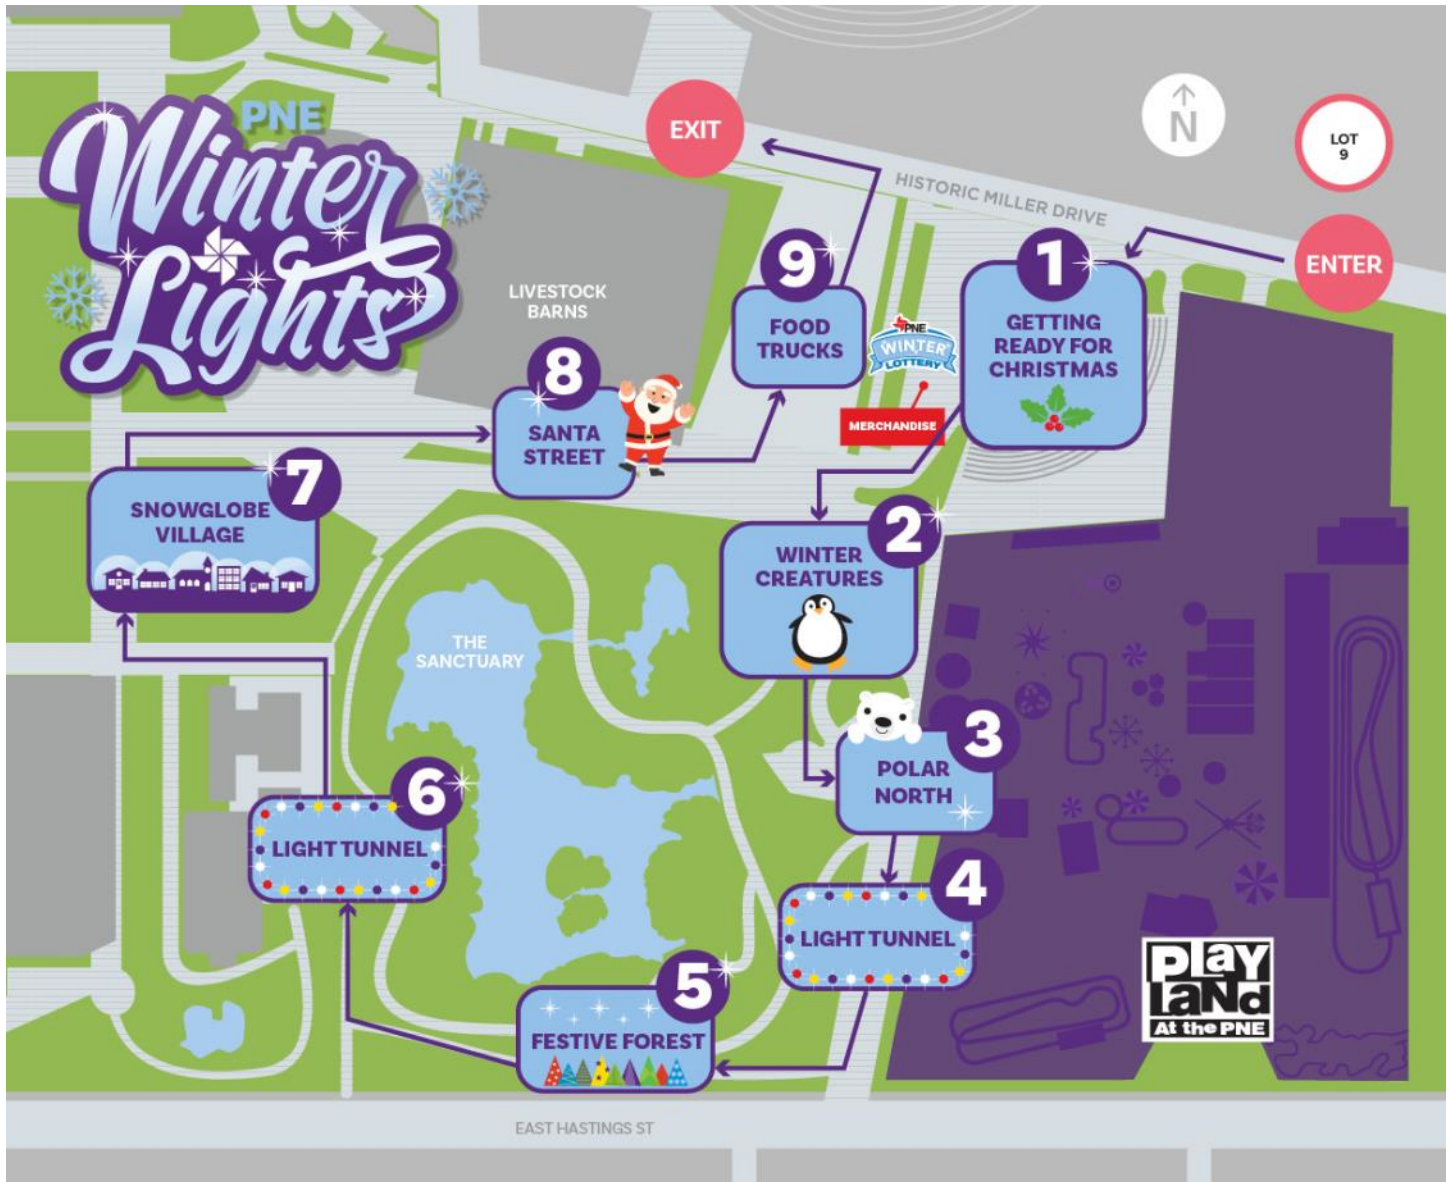 PNE
Winter
Lights
EXIT
N
LOT
9
HISTORIC MILLER DRIVE
ENTER
1
GETTING
READY FOR
CHRISTMAS
9
FOOD
TRUCKS
PNE
WINTER
LOTTERY
MERCHANDISE
LIVESTOCK
BARNS
8
SANTA
STREET
7
SNOWGLOBE
VILLAGE
2
WINTER
CREATURES
THE
SANCTUARY
3
POLAR
NORTH
6
LIGHT TUNNEL
4
LIGHT TUNNEL
5
FESTIVE FOREST
PLaY
LaNd
At the PNE
EAST HASTINGS ST